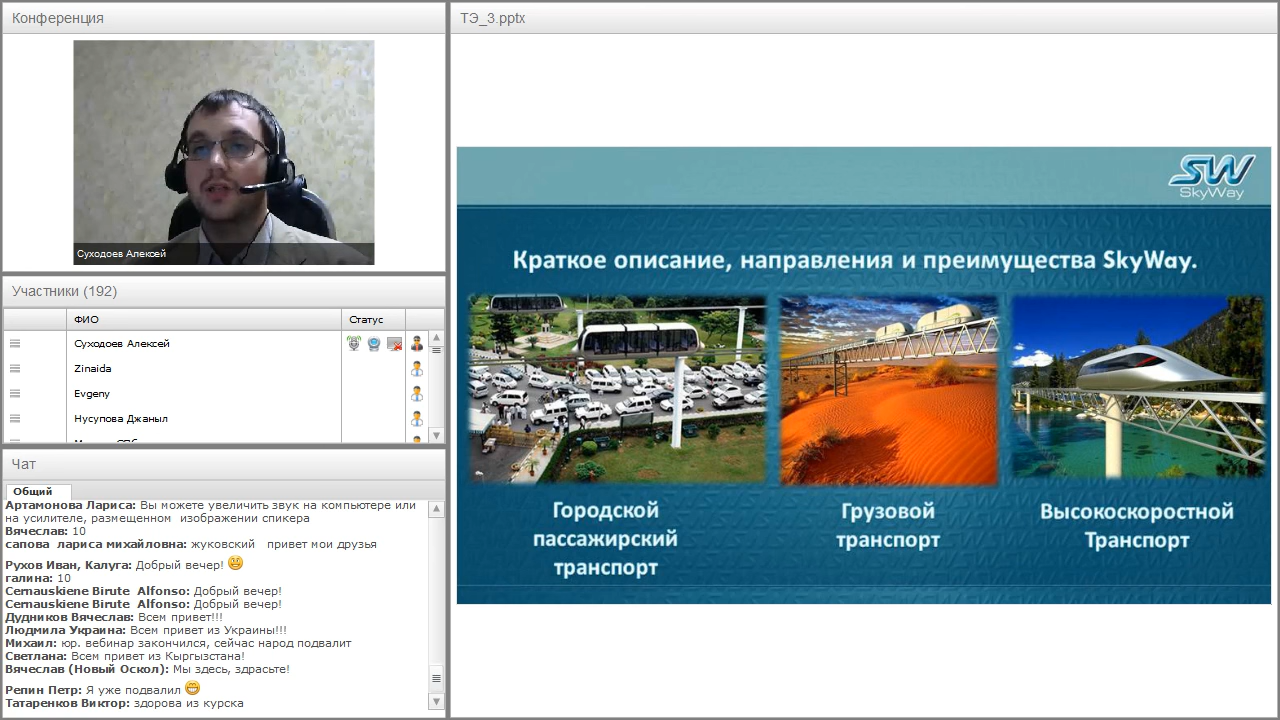 Конференция
Суходоев Алексей
Участники (192)
ФИО
Статус
Суходоев Алексей
Zinaida
Evgeny
Нусупова Джаныл
Чат
Общий
Артамонова Лариса: Вы можете увеличить звук на компьютере или
на усилителе, размещенном изображении спикера
Вячеслав: 10
сапова лариса михайловна: жуковский привет мои друзья
Рухов Иван, Калуга: Добрый вечер!
галина: 10
Cernauskiene Birute Alfonso: Добрый вечер!
Cernauskiene Birute Alfonso: Добрый вечер!
Дудников Вячеслав: Всем привет!!!
Людмила Украина: Всем привет из Украины!!!
Михаил: юр. вебинар закончился, сейчас народ подвалит
Светлана: Всем привет из Кыргызстана!
Вячеслав (Новый Оскол): Мы здесь, здрасьте!
Репин Петр: Я уже подвалил
Татаренков Виктор: здорова из курска
ТЭ_3.pptx
SW
SkyWay
Краткое описание, направления и преимущества SkyWay.
Городской
пассажирский
транспорт
Грузовой
транспорт
Высокоскоростной
Транспорт